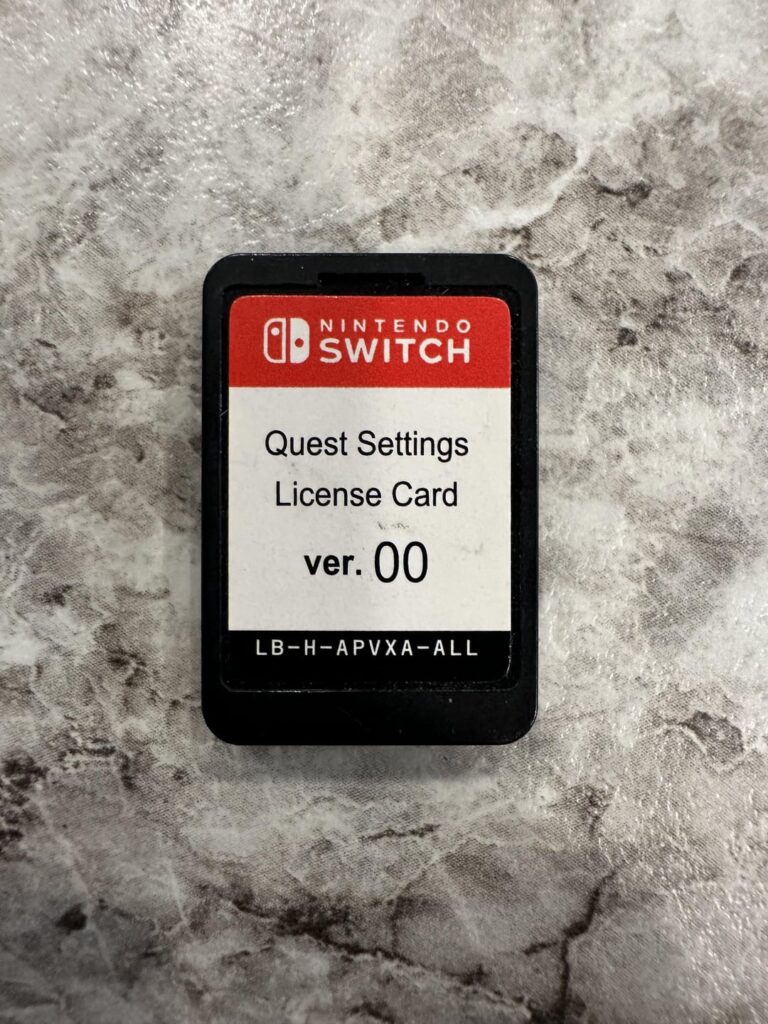 NINTENDO
SWITCH
Quest Settings
License Card
ver. 00
LB-H-APVXA-ALL